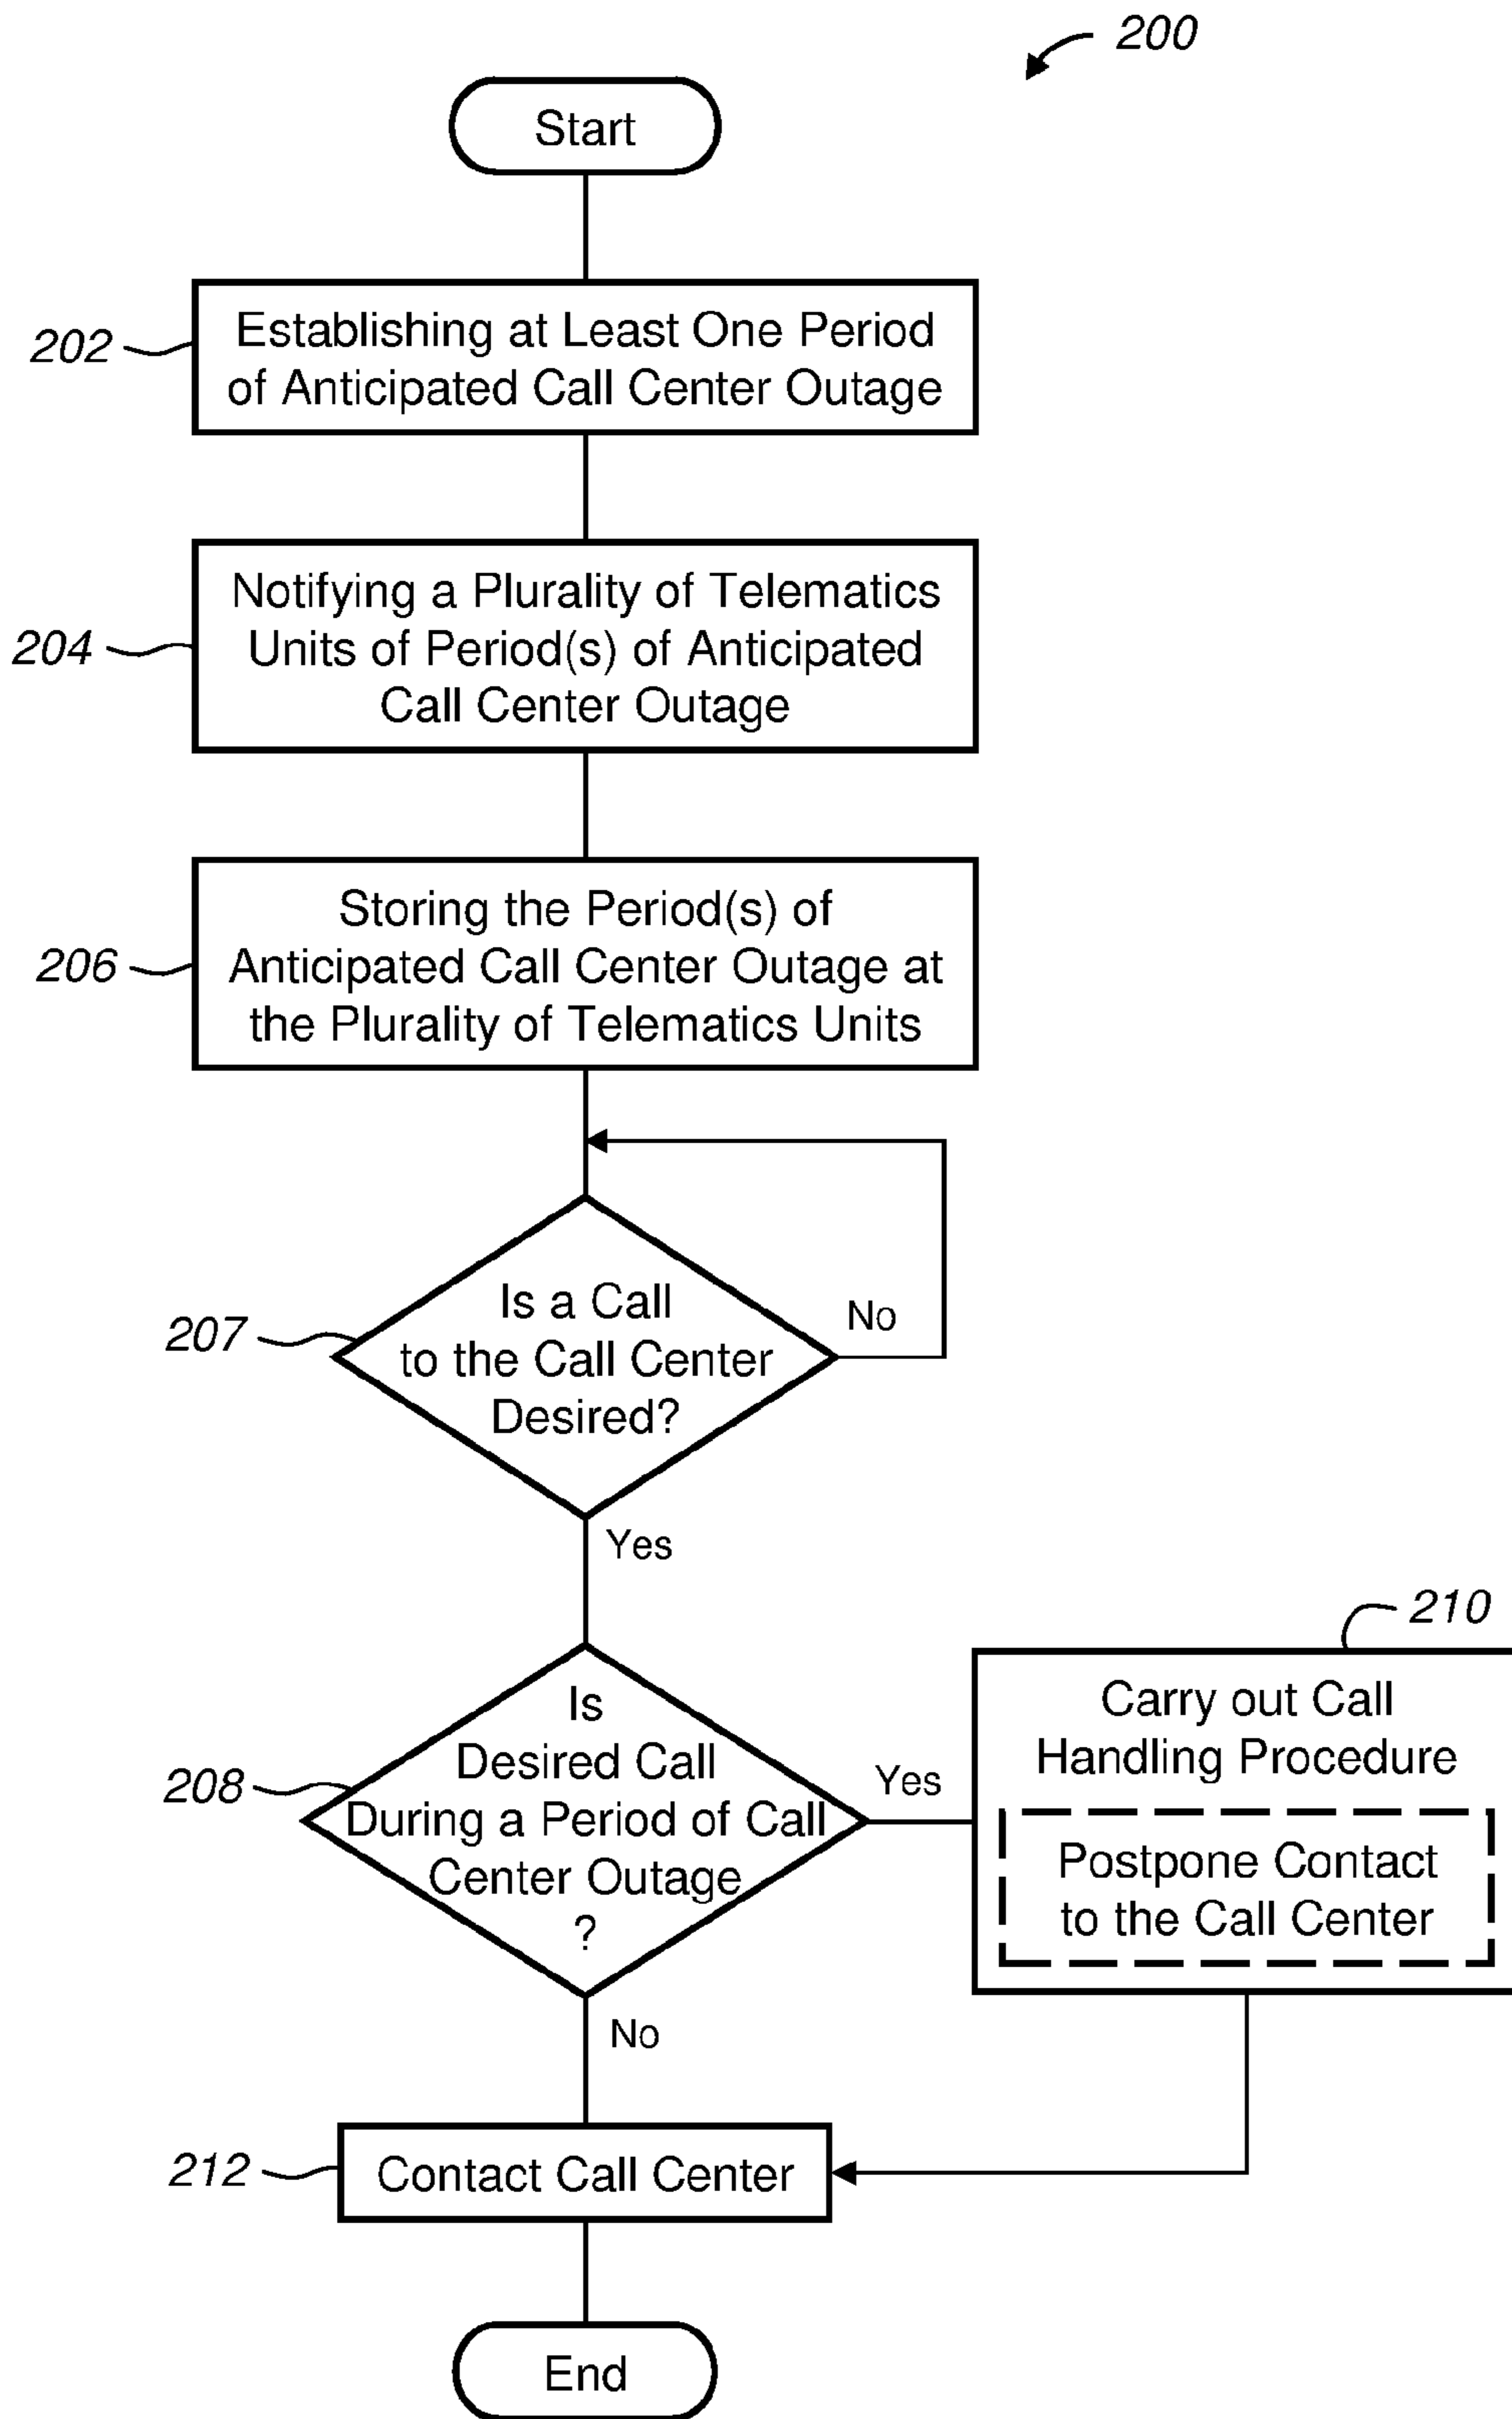 200
Start
202
Establishing at Least One Period
of Anticipated Call Center Outage
204
Notifying a Plurality of Telematics
Units of Period(s) of Anticipated
Call Center Outage
206
Storing the Period(s) of
Anticipated Call Center Outage at
the Plurality of Telematics Units
207
Is a Call
to the Call Center
Desired?
No
Yes
208
Is
Desired Call
During a Period of Call
Center Outage
?
Yes
210
Carry out Call
Handling Procedure
Postpone Contact
to the Call Center
No
212
Contact Call Center
End